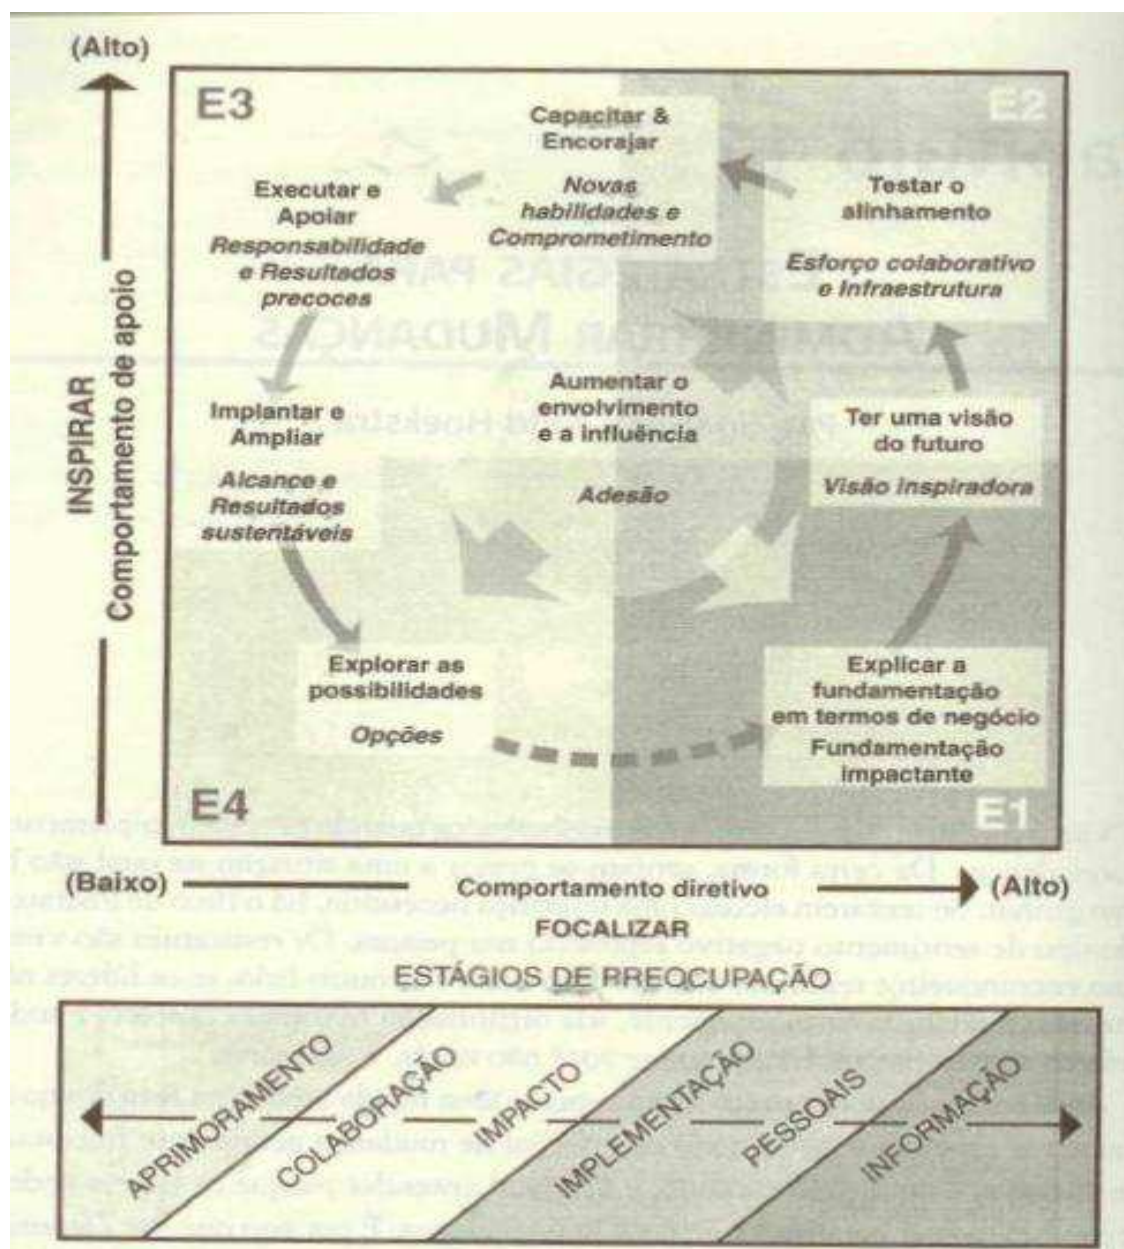 (Alto)
E3
E2
Capacitar &
Encorajar
Novas
habilidades e
Comprometimento
Executar e
Apoiar
Responsabilidade
e Resultados
precoces
Testar o
alinhamento
Esforço colaborativo
e Infraestrutura
INSPIRAR
Comportamento de apoio
Implantar e
Ampliar
Alcance e
Resultados
sustentáveis
Aumentar o
envolvimento
e a influência
Adesão
Ter uma visão
do futuro
Visão inspiradora
Explorar as
possibilidades
Opções
Explicar a
fundamentação
em termos de negócio
Fundamentação
impactante
E4
E1
(Baixo)
Comportamento diretivo
(Alto)
FOCALIZAR
ESTÁGIOS DE PREOCUPAÇÃO
APRIMORAMENTO
COLABORAÇÃO
IMPACTO
IMPLEMENTAÇÃO
PESSOAIS
INFORMAÇÃO